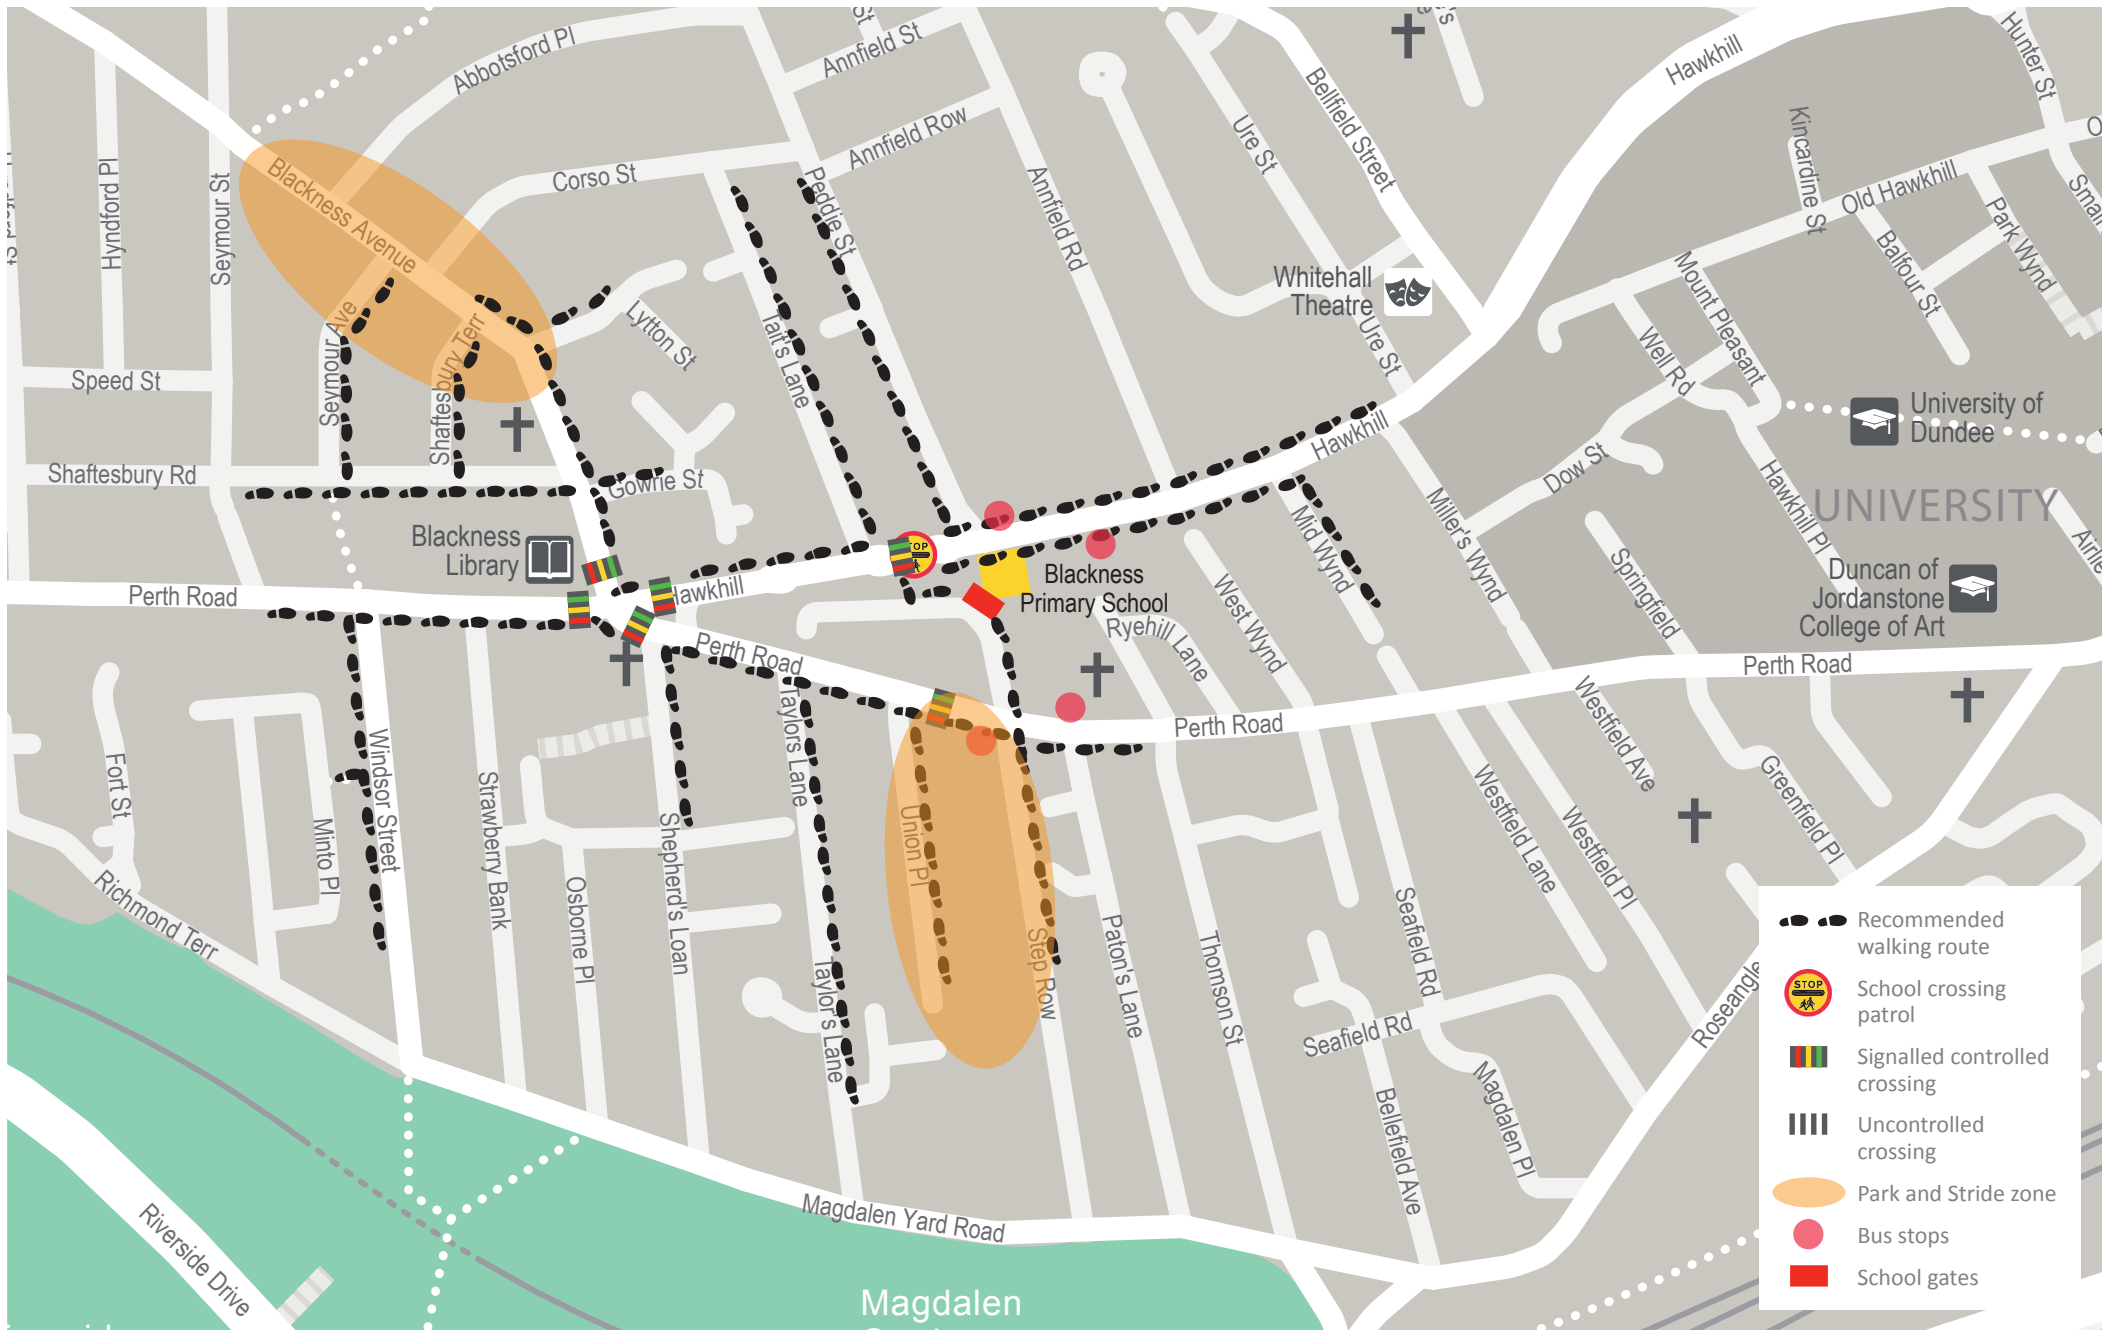 Abbotsford Pl
Annfield St
St
Hawkhill
Hunter St
Hyndford Pl
Seymour St
Blackness Avenue
Corso St
Peddie St
Annfield Row
Annfield Rd
Ure St
Bellfield Street
Kincardine St
Old Hawkhill
Balfour St
Park Wynd
Whitehall
Theatre
Ure St
Mount Pleasant
Well Rd
Speed St
Seymour Ave
Shaftesbury Terr
Lytton St
Tait's Lane
Hawkhill
University of
Dundee
Shaftesbury Rd
Gowrie St
Dow St
Hawkhill Pl
UNIVERSITY
Mid Wynd
Miller's Wynd
Blackness
Library
STOP
Blackness
Primary School
Ryehill Lane
West Wynd
Springfield
Duncan of
Jordanstone
College of Art
Perth Road
Hawkhill
Perth Road
Perth Road
Perth Road
Fort St
Minto Pl
Windsor Street
Strawberry Bank
Osborne Pl
Shepherd's Loan
Taylors Lane
Taylor's Lane
Union Pl
Step Row
Paton's Lane
Thomson St
Westfield Ave
Westfield Lane
Westfield Pl
Greenfield Pl
Seafield Rd
Seafield Rd
Magdalen Pl
Bellefield Ave
Roseangle
Richmond Terr
Riverside Drive
Magdalen Yard Road
Magdalen
Recommended
walking route
STOP
School crossing
patrol
Signalled controlled
crossing
Uncontrolled
crossing
Park and Stride zone
Bus stops
School gates